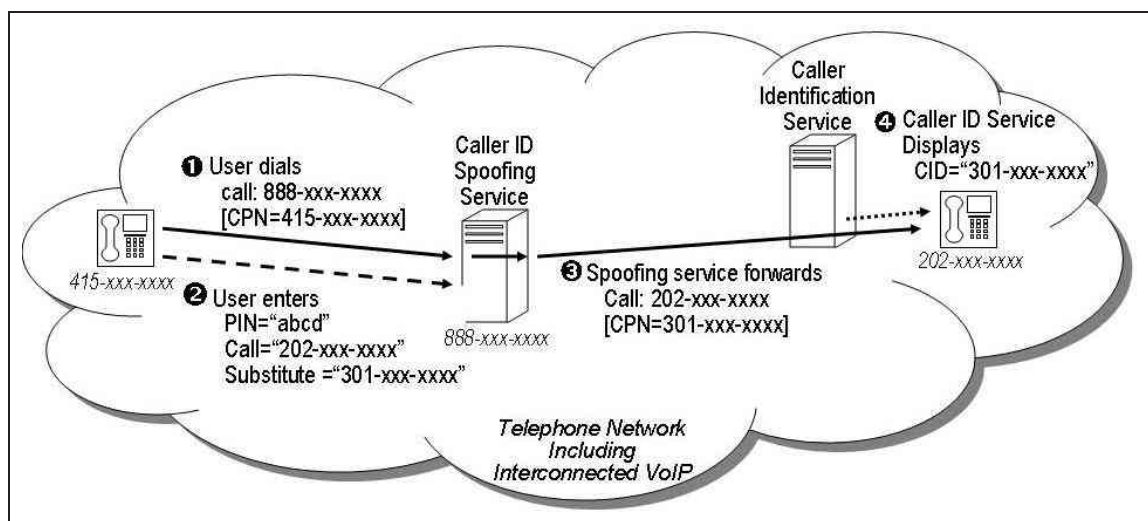 ❶ User dials
call: 888-xxx-xxxx
[CPN=415-xxx-xxxx]
415-xxx-xxxx
❷ User enters
PIN="abcd"
Call="202-xxx-xxxx"
Substitute ="301-xxx-xxxx"
Caller ID
Spoofing
Service
888-xxx-xxxx
❸ Spoofing service forwards
Call: 202-xxx-xxxx
[CPN=301-xxx-xxxx]
Caller
Identification
Service
❹ Caller ID Service
Displays
CID="301-xxx-xxxx"
202-xxx-xxxx
Telephone Network
Including
Interconnected VoIP